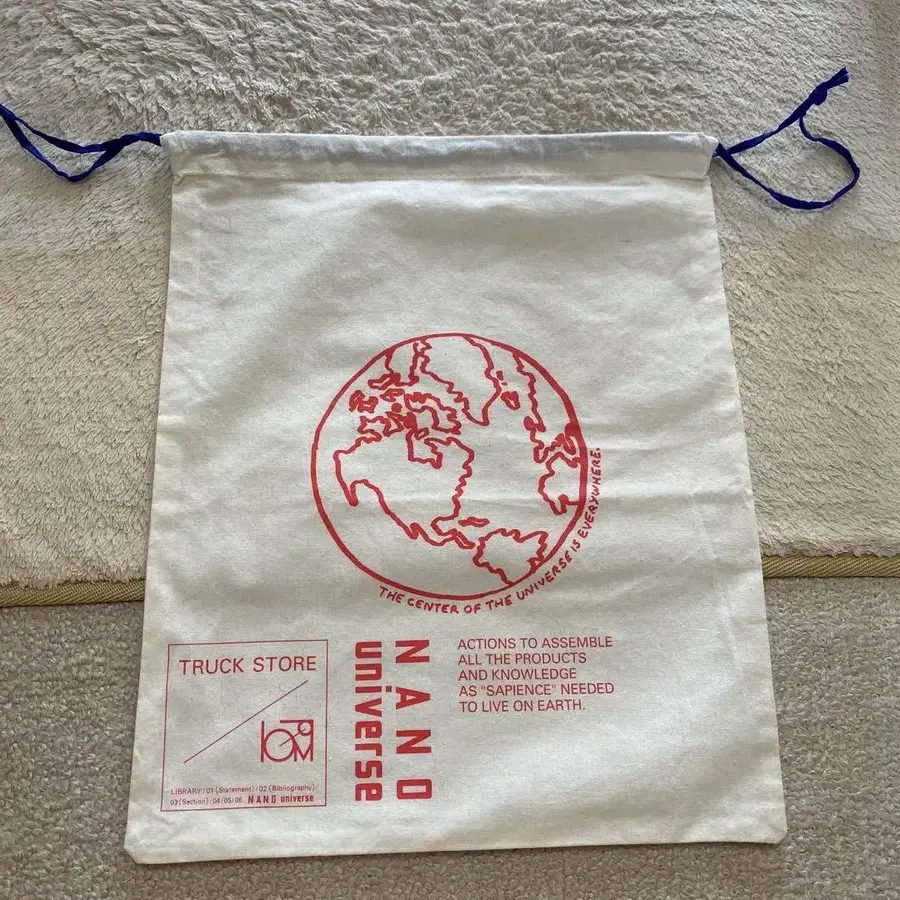 THE CENTER OF THE UNIVERSE IS EVERYWHERE.
TRUCK STORE
LIBRARY / 01 (Statement) / 02 (Bibliography) /
03 (Section) / 04 / 05 / 06. NANO universe
NANO
universe
ACTIONS TO ASSEMBLE
ALL THE PRODUCTS
AND KNOWLEDGE
AS "SAPIENCE" NEEDED
TO LIVE ON EARTH.